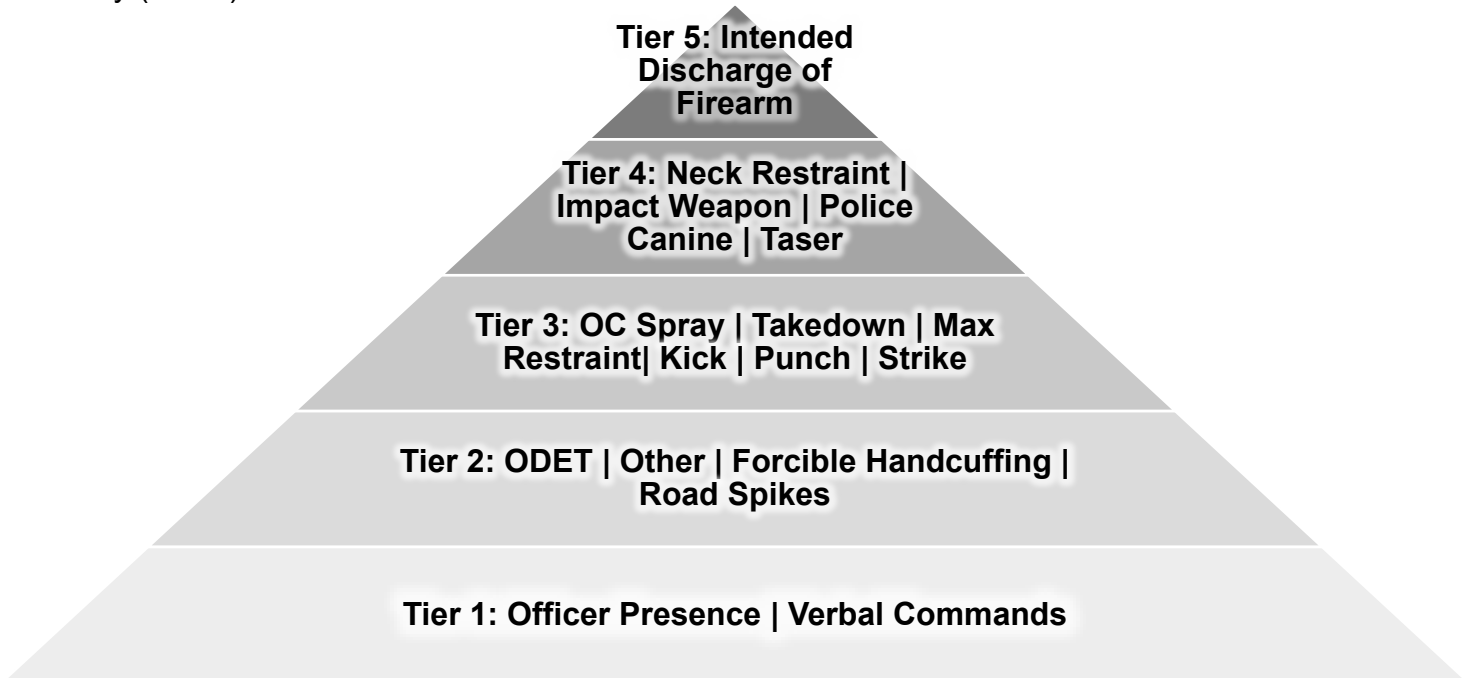 Tier 5: Intended
Discharge of
Firearm
Tier 4: Neck Restraint |
Impact Weapon | Police
Canine | Taser
Tier 3: OC Spray | Takedown | Max
Restraint| Kick | Punch | Strike
Tier 2: ODET | Other | Forcible Handcuffing |
Road Spikes
Tier 1: Officer Presence | Verbal Commands